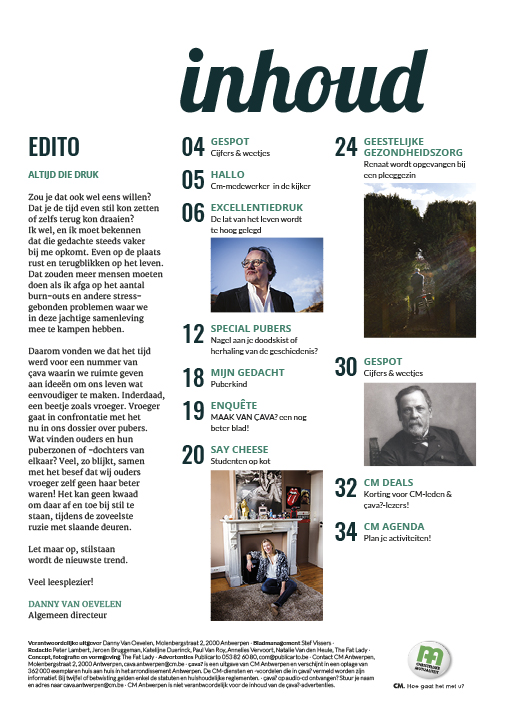 inhoud
EDITO
ALTIJD DIE DRUK
Zou je dat ook wel eens willen?
Dat je de tijd even stil kon zetten
of zelfs terug kon draaien?
Ik wel, en ik moet bekennen
dat die gedachte steeds vaker
bij me opkomt. Even op de plaats
rust en terugblikken op het leven.
Dat zouden meer mensen moeten
doen als ik afga op het aantal
burn-outs en andere stress-
gebonden problemen waar we
in deze jachtige samenleving
mee te kampen hebben.
Daarom vonden we dat het tijd
werd voor een nummer van
çava waarin we ruimte geven
aan ideeën om ons leven wat
eenvoudiger te maken. Inderdaad,
een beetje zoals vroeger. Vroeger
gaat in confrontatie met het
nu in ons dossier over pubers.
Wat vinden ouders en hun
puberzonen of -dochters van
elkaar? Veel, zo blijkt, samen
met het besef dat wij ouders
vroeger zelf geen haar beter
waren! Het kan geen kwaad
om daar af en toe bij stil te
staan, tijdens de zoveelste
ruzie met slaande deuren.
Let maar op, stilstaan
wordt de nieuwste trend.
Veel leesplezier!
DANNY VAN OEVELEN
Algemeen directeur
04 GESPOT
Cijfers & weetjes
05 HALLO
Cm-medewerker in de kijker
06 EXCELLENTIEDRUK
De lat van het leven wordt
te hoog gelegd
12 SPECIAL PUBERS
Nagel aan je doodskist of
herhaling van de geschiedenis?
18 MIJN GEDACHT
Puberkind
19 ENQUÊTE
MAAK VAN ÇAVA? een nog
beter blad!
20 SAY CHEESE
Studenten op kot
24 GEESTELIJKE
GEZONDHEIDSZORG
Renaat wordt opgevangen bij
een pleeggezin
30 GESPOT
Cijfers & weetjes
32 CM DEALS
Korting voor CM-leden &
çava?-lezers!
34 CM AGENDA
Plan je activiteiten!
Verantwoordelijke uitgever Danny Van Oevelen, Molenbergstraat 2, 2000 Antwerpen · Bladmanagement Stef Vissers ·
Redactie Peter Lambert, Jeroen Bruggeman, Katelijne Duerinck, Paul Van Roy, Annelies Vervoort, Natalie Van den Heule, The Fat Lady ·
Concept, fotografie en vormgeving The Fat Lady · Advertenties Publicarto 053 82 60 80, com@publicarto.be · Contact CM Antwerpen,
Molenbergstraat 2, 2000 Antwerpen, cava.antwerpen@cm.be · çava? is een uitgave van CM Antwerpen en verschijnt in een oplage van
362 000 exemplaren huis aan huis in het arrondissement Antwerpen. De CM-diensten en -voordelen die in çava? vermeld worden zijn
informatief. Bij twijfel of betwisting gelden enkel de statuten en huishoudelijke reglementen. · çava? op audio-cd ontvangen? Stuur je naam
en adres naar cava.antwerpen@cm.be · CM Antwerpen is niet verantwoordelijk voor de inhoud van de çava?-advertenties.
CHRISTELIJKE
MUTUALITEIT
CM. Hoe gaat het met u?